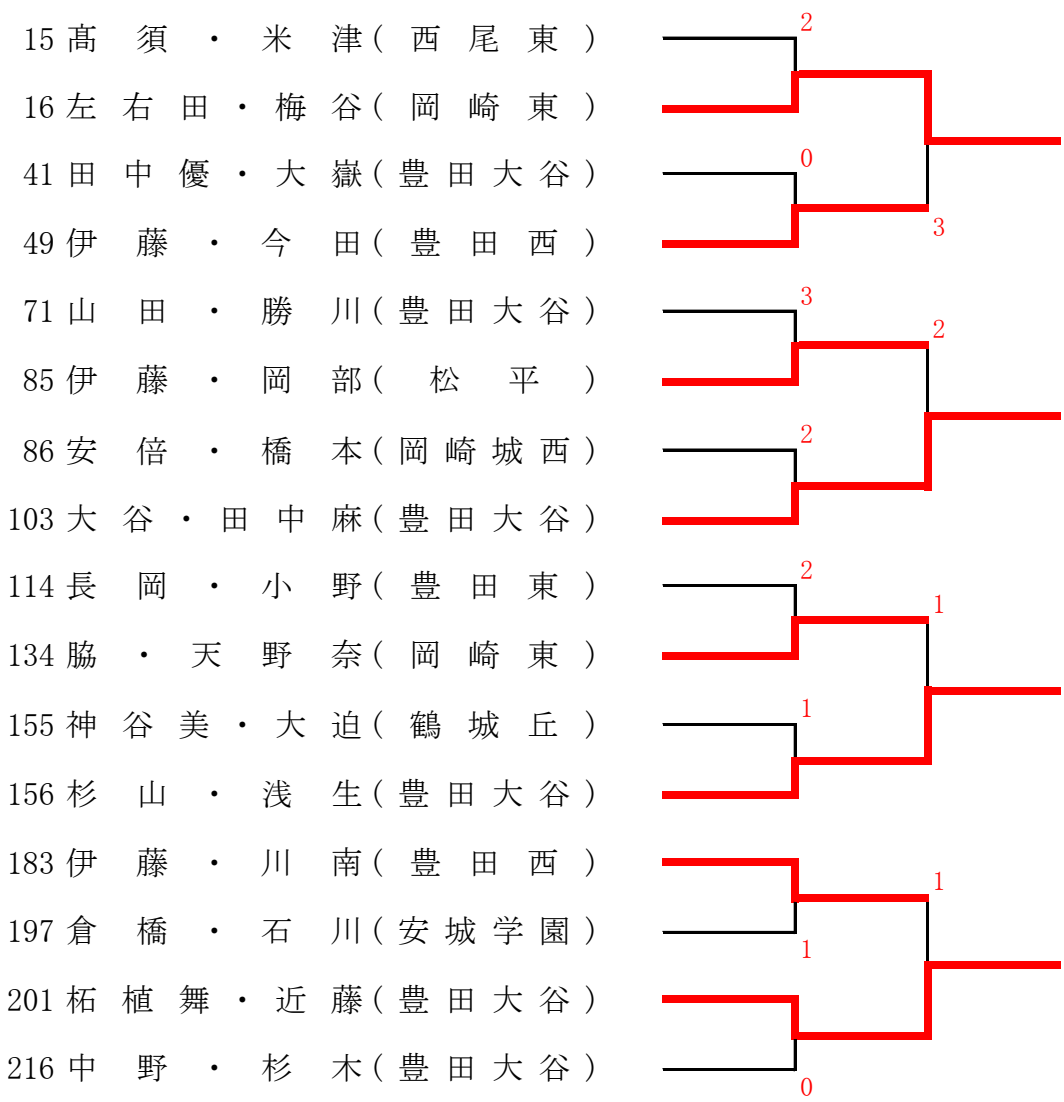 15 髙須・米津(西尾東)
2
16 左右田・梅谷(岡崎東)
41 田中優・大嶽(豊田大谷)
0
49 伊藤・今田(豊田西)
3
71 山田・勝川(豊田大谷)
3
2
85 伊藤・岡部(松平)
86 安倍・橋本(岡崎城西)
2
103 大谷・田中麻(豊田大谷)
114 長岡・小野(豊田東)
2
1
134 脇・天野奈(岡崎東)
155 神谷美・大迫(鶴城丘)
1
156 杉山・浅生(豊田大谷)
183 伊藤・川南(豊田西)
1
197 倉橋・石川(安城学園)
1
201 柘植舞・近藤(豊田大谷)
216 中野・杉木(豊田大谷)
0